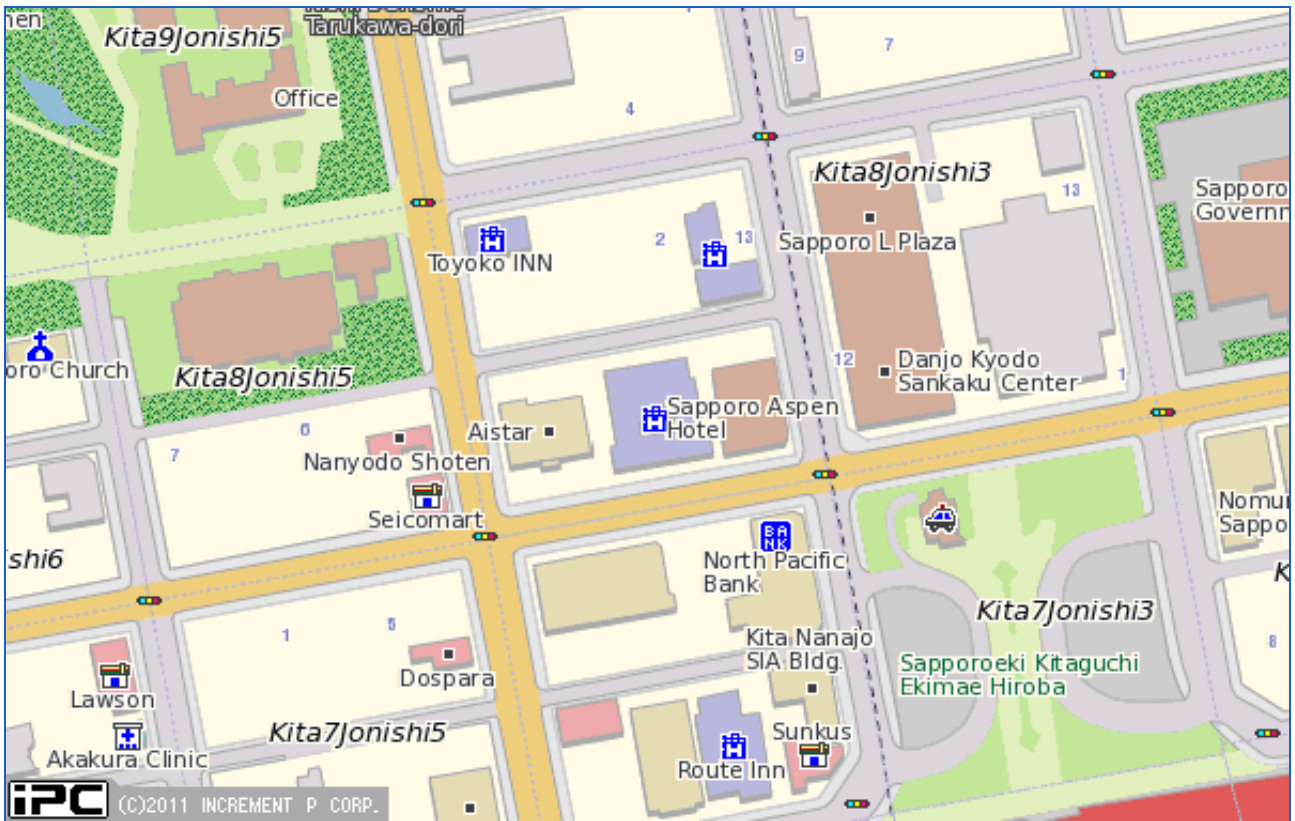 men
Kita9Jonishi5
Tarukawa-dori
7
9
Office
4
Kita8Jonishi3
13
Sapporo
Governm
2
13
Sapporo L Plaza
Toyoko INN
oro Church
Kita8Jonishi5
12
Danjo Kyodo
Sankaku Center
1
Sapporo Aspen
Hotel
Aistar
6
7
Nanyodo Shoten
Seicomart
Nomu
Sappo
BANK
North Pacific
Bank
ishi6
K
Kita7Jonishi3
1
5
8
Kita Nanajo
SIA Bldg.
Sapporoeki Kitaguchi
Ekimae Hiroba
Dospara
Lawson
Kita7Jonishi5
Sunkus
Akakura Clinic
Route Inn
iPC (C)2011 INCREMENT P CORP.